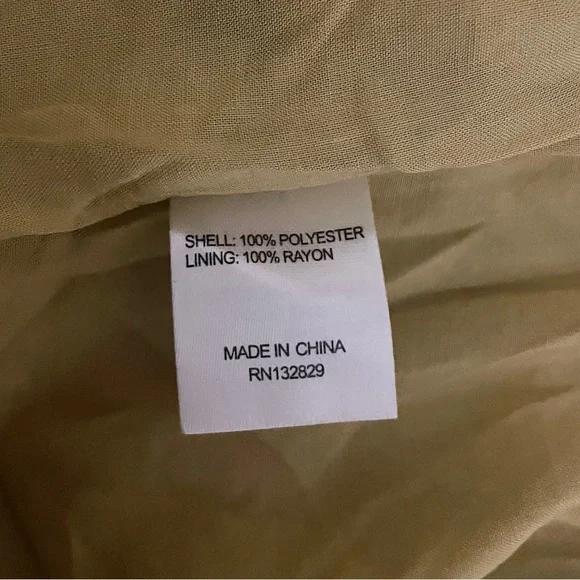 SHELL: 100% POLYESTER
LINING: 100% RAYON
MADE IN CHINA
RN132829